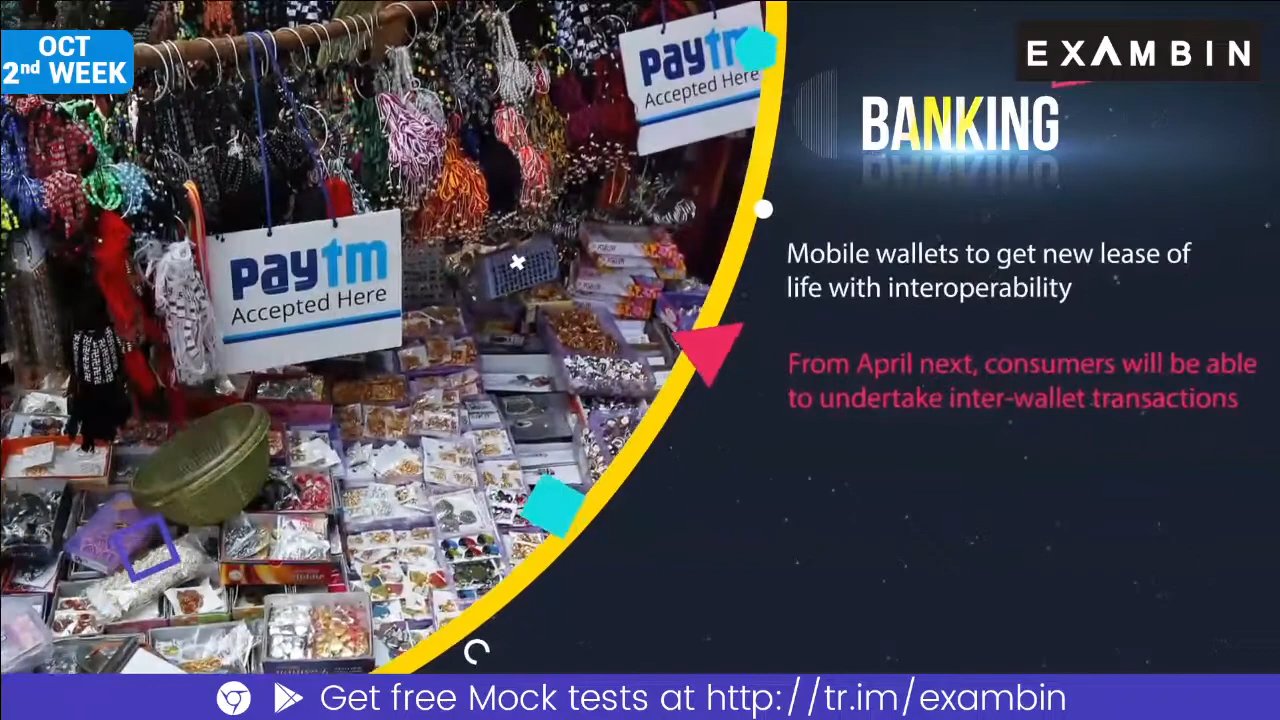 OCT
2nd WEEK
paytm
Accepted Here
paytm
Accepted Here
EXAMBIN
BANKING
Mobile wallets to get new lease of
life with interoperability
From April next, consumers will be able
to undertake inter-wallet transactions
Get free Mock tests at http://tr.im/exambin